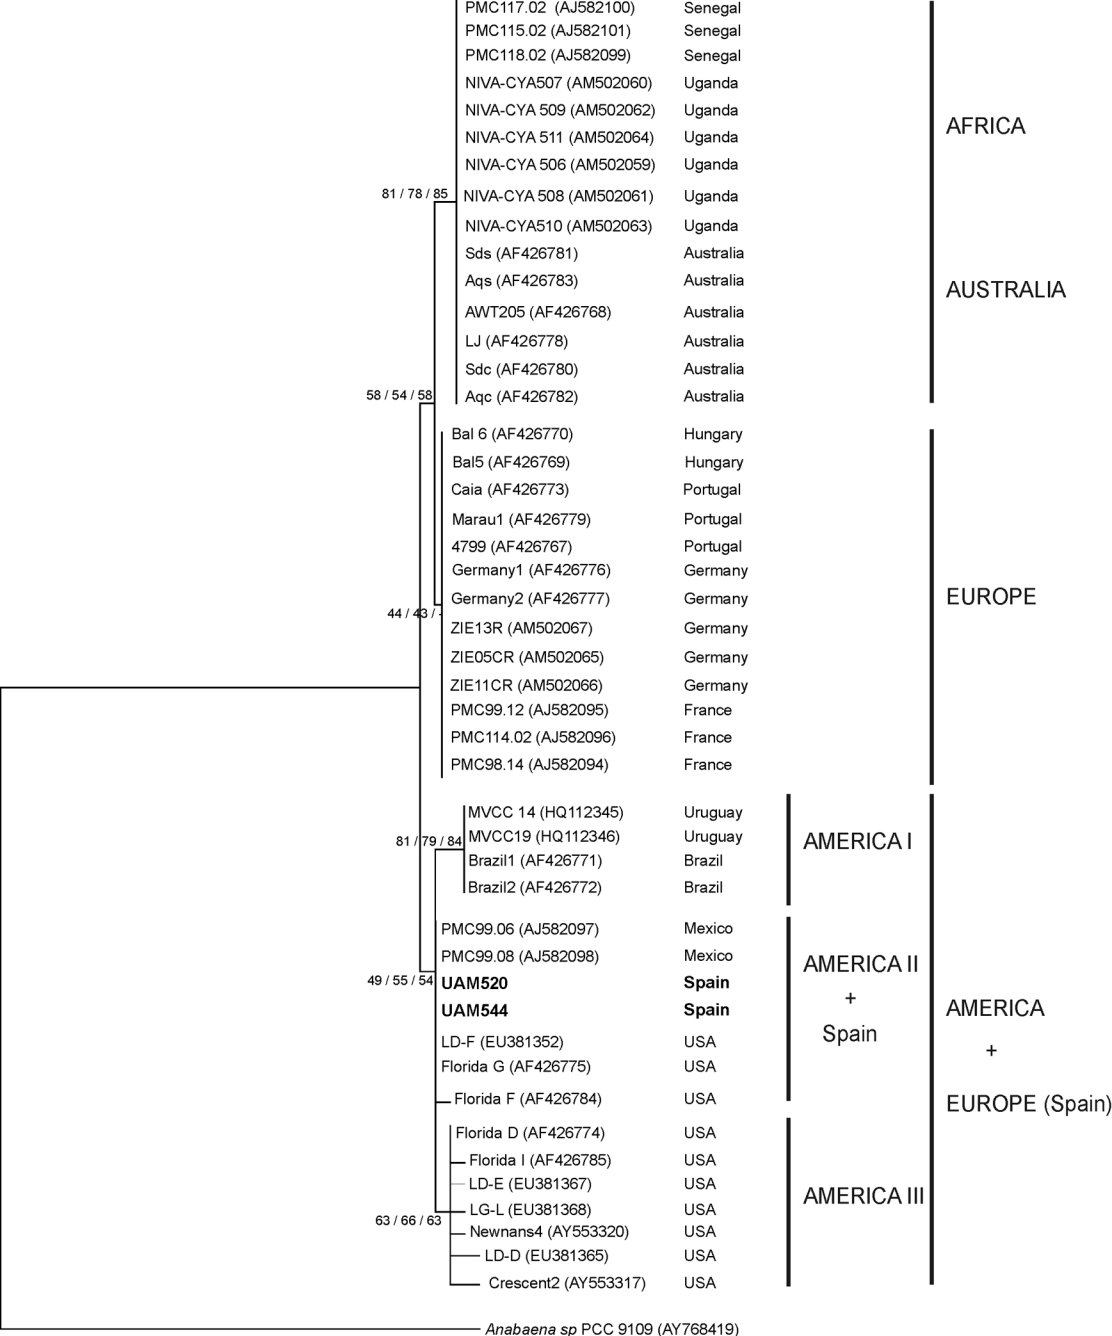 PMC117.02 (AJ582100) Senegal
PMC115.02 (AJ582101) Senegal
PMC118.02 (AJ582099) Senegal
NIVA-CYA507 (AM502060) Uganda
NIVA-CYA 509 (AM502062) Uganda
AFRICA
NIVA-CYA 511 (AM502064) Uganda
NIVA-CYA 506 (AM502059) Uganda
81 / 78 / 85
NIVA-CYA 508 (AM502061) Uganda
NIVA-CYA510 (AM502063) Uganda
Sds (AF426781) Australia
Aqs (AF426783) Australia
AUSTRALIA
AWT205 (AF426768) Australia
LJ (AF426778) Australia
Sdc (AF426780) Australia
58 / 54 / 58
Aqc (AF426782) Australia
Bal 6 (AF426770) Hungary
Bal5 (AF426769) Hungary
Caia (AF426773) Portugal
Marau1 (AF426779) Portugal
4799 (AF426767) Portugal
Germany1 (AF426776) Germany
Germany2 (AF426777) Germany
EUROPE
44 / 43 / -
ZIE13R (AM502067) Germany
ZIE05CR (AM502065) Germany
ZIE11CR (AM502066) Germany
PMC99.12 (AJ582095) France
PMC114.02 (AJ582096) France
PMC98.14 (AJ582094) France
MVCC 14 (HQ112345) Uruguay
81 / 79 / 84
MVCC19 (HQ112346) Uruguay
AMERICA I
Brazil1 (AF426771) Brazil
Brazil2 (AF426772) Brazil
PMC99.06 (AJ582097) Mexico
PMC99.08 (AJ582098) Mexico
AMERICA II
49 / 55 / 54
UAM520 Spain
+
UAM544 Spain
AMERICA
Spain
LD-F (EU381352) USA
+
Florida G (AF426775) USA
Florida F (AF426784) USA
EUROPE (Spain)
Florida D (AF426774) USA
Florida I (AF426785) USA
LD-E (EU381367) USA
AMERICA III
LG-L (EU381368) USA
63 / 66 / 63
Newnans4 (AY553320) USA
LD-D (EU381365) USA
Crescent2 (AY553317) USA
Anabaena sp PCC 9109 (AY768419)